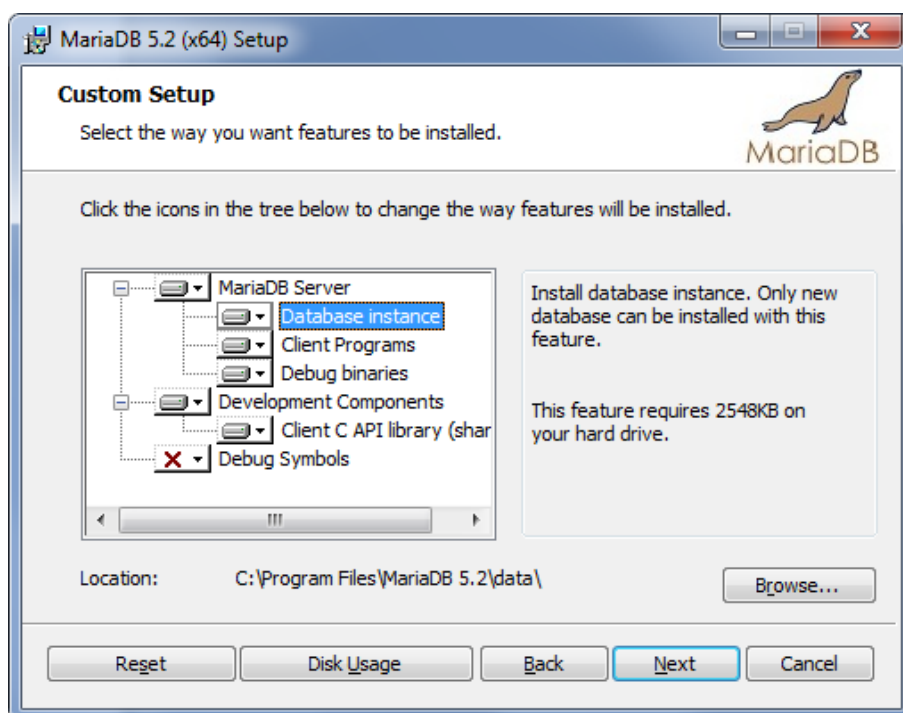 MariaDB 5.2 (x64) Setup
Custom Setup
Select the way you want features to be installed.
MariaDB
Click the icons in the tree below to change the way features will be installed.
MariaDB Server
Database instance
Client Programs
Debug binaries
Development Components
Client C API library (shar
Debug Symbols
Install database instance. Only new
database can be installed with this
feature.
This feature requires 2548KB on
your hard drive.
Location: C:\Program Files\MariaDB 5.2\data\
Browse...
Reset Disk Usage Back Next Cancel